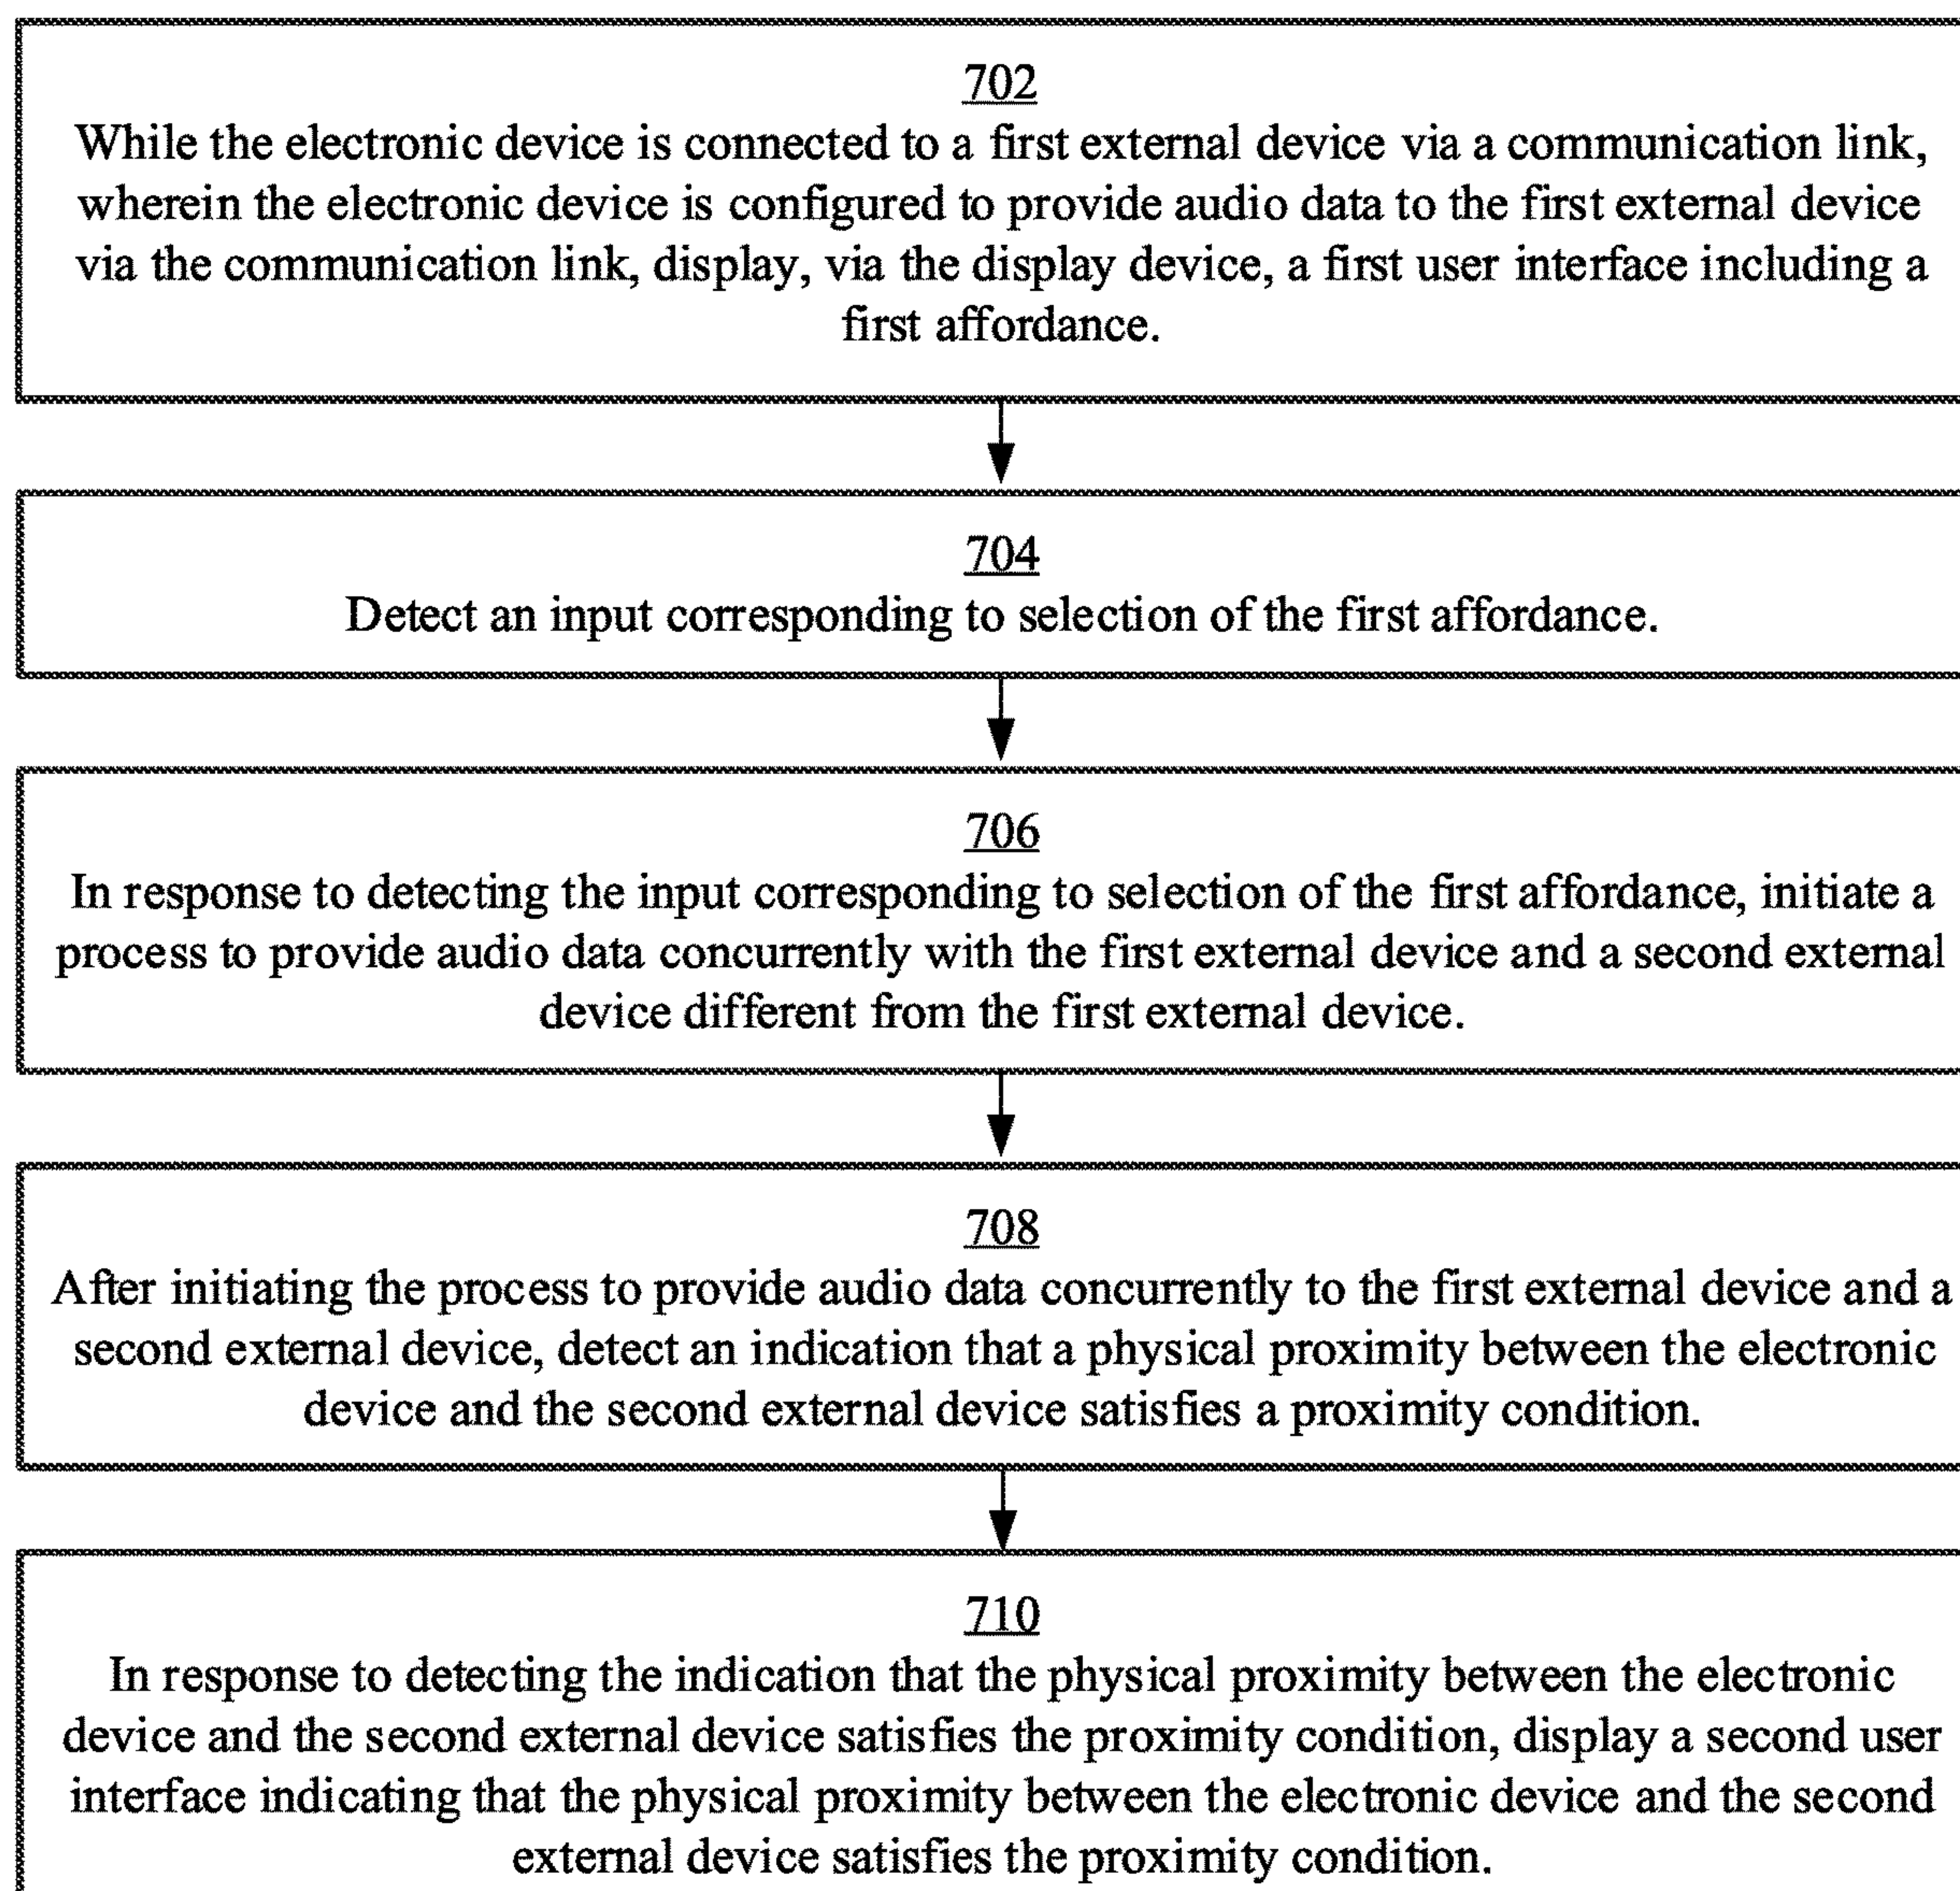 702
While the electronic device is connected to a first external device via a communication link,
wherein the electronic device is configured to provide audio data to the first external device
via the communication link, display, via the display device, a first user interface including a
first affordance.
704
Detect an input corresponding to selection of the first affordance.
706
In response to detecting the input corresponding to selection of the first affordance, initiate a
process to provide audio data concurrently with the first external device and a second external
device different from the first external device.
708
After initiating the process to provide audio data concurrently to the first external device and a
second external device, detect an indication that a physical proximity between the electronic
device and the second external device satisfies a proximity condition.
710
In response to detecting the indication that the physical proximity between the electronic
device and the second external device satisfies the proximity condition, display a second user
interface indicating that the physical proximity between the electronic device and the second
external device satisfies the proximity condition.